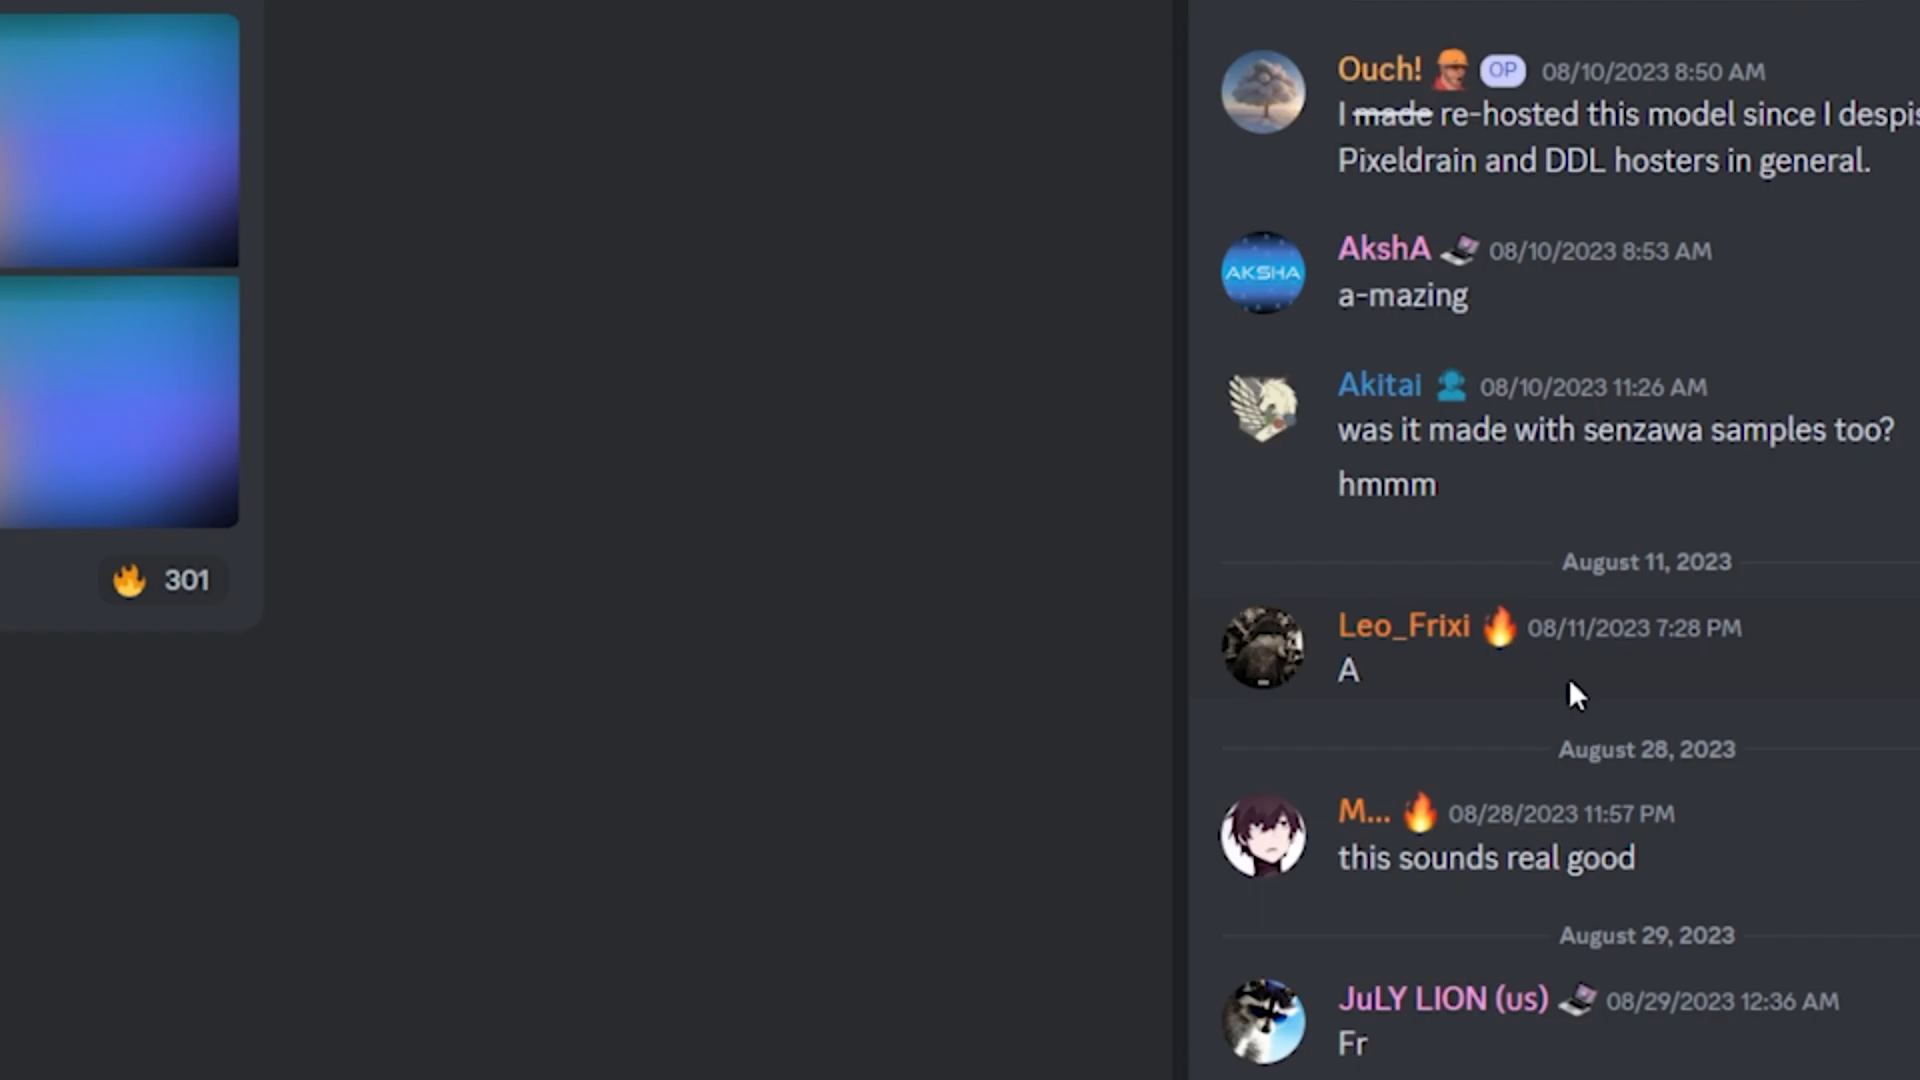 Ouch! OP 08/10/2023 8:50 AM
I made re-hosted this model since I despis
Pixeldrain and DDL hosters in general.
AKSHA
AkshA 08/10/2023 8:53 AM
a-mazing
Akitai 08/10/2023 11:26 AM
was it made with senzawa samples too?
hmmm
301
August 11, 2023
Leo_Frixi 08/11/2023 7:28 PM
A
August 28, 2023
M... 08/28/2023 11:57 PM
this sounds real good
August 29, 2023
JuLY LION (us) 08/29/2023 12:36 AM
Fr